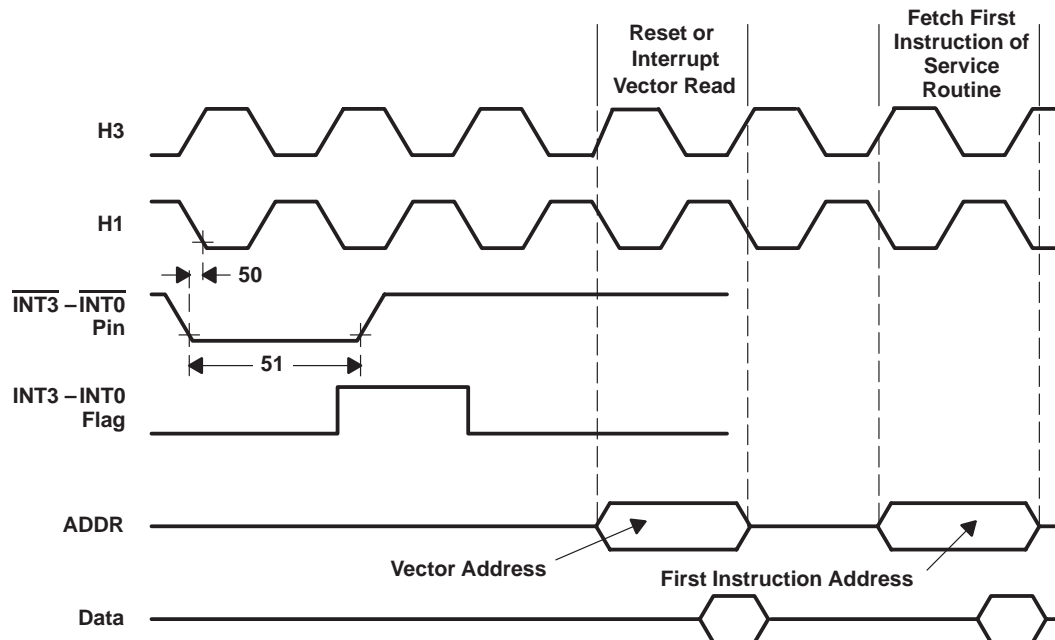 Reset or
Interrupt
Vector Read
Fetch First
Instruction of
Service
Routine
H3
H1
50
INT3 – INT0
Pin
51
INT3 – INT0
Flag
ADDR
Vector Address
First Instruction Address
Data